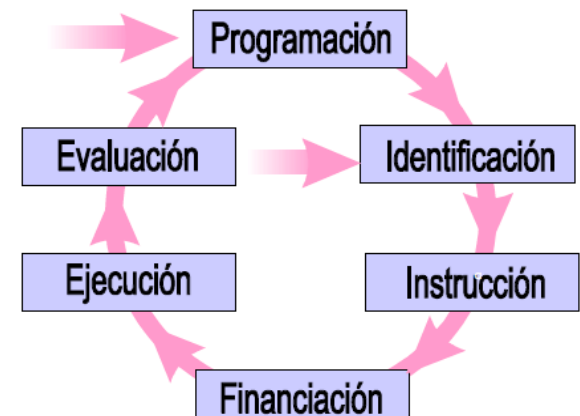 Programación
Evaluación
Identificación
Ejecución
Instrucción
Financiación